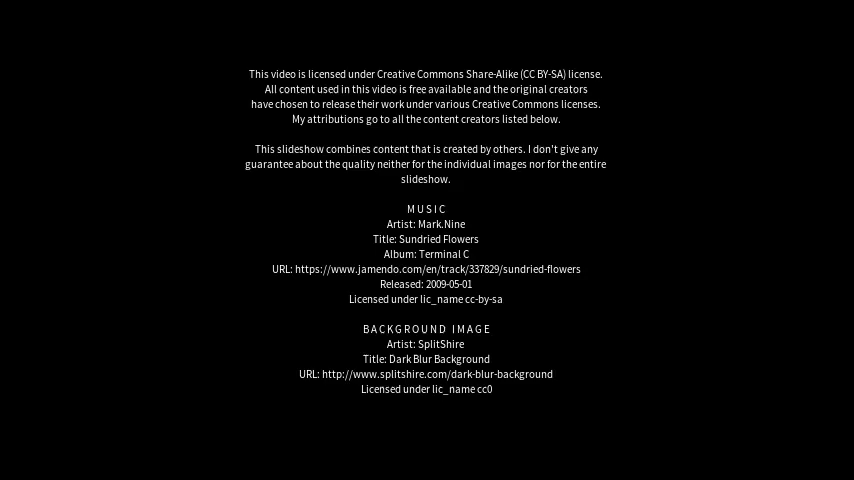 This video is licensed under Creative Commons Share-Alike (CC BY-SA) license.
All content used in this video is free available and the original creators
have chosen to release their work under various Creative Commons licenses.
My attributions go to all the content creators listed below.
This slideshow combines content that is created by others. I don't give any
guarantee about the quality neither for the individual images nor for the entire
slideshow.
MUSIC
Artist: Mark.Nine
Title: Sundried Flowers
Album: Terminal C
URL: https://www.jamendo.com/en/track/337829/sundried-flowers
Released: 2009-05-01
Licensed under lic_name cc-by-sa
BACKGROUND IMAGE
Artist: SplitShire
Title: Dark Blur Background
URL: http://www.splitshire.com/dark-blur-background
Licensed under lic_name cc0